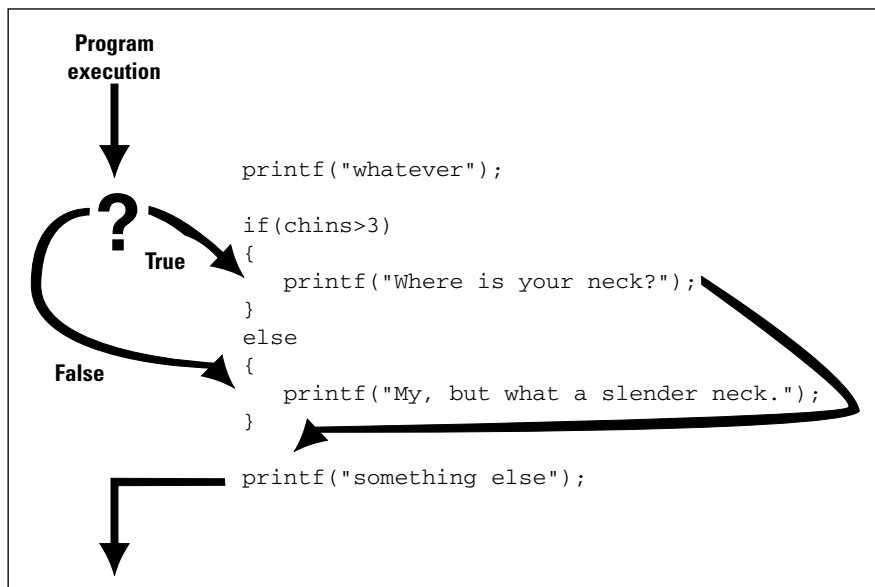 Program
execution
printf("whatever");
?
if(chins>3)
True
{
printf("Where is your neck?");
}
else
False
{
printf("My, but what a slender neck.");
}
printf("something else");